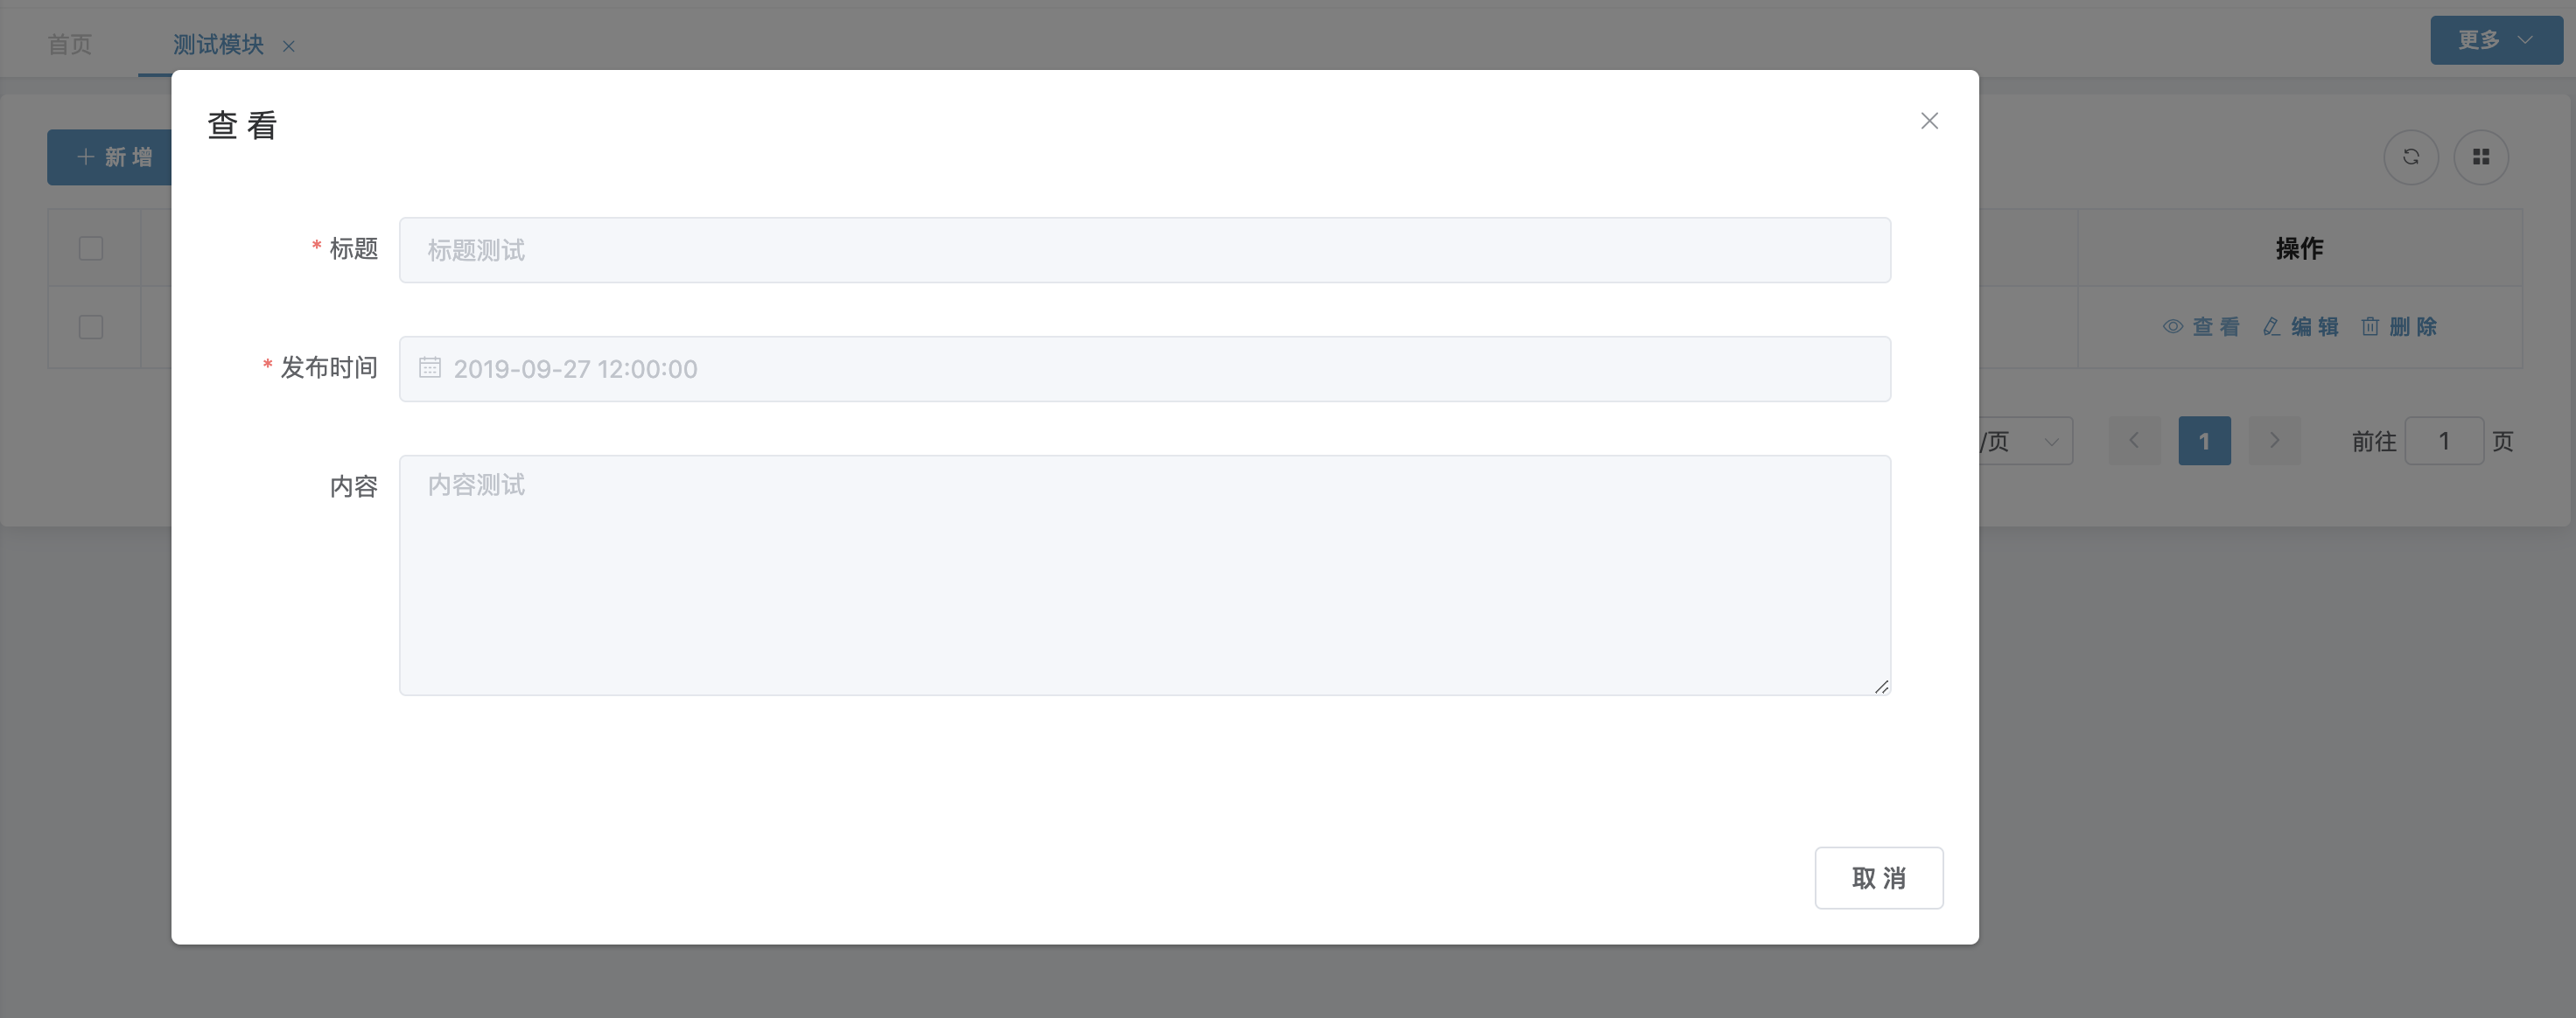 首页 测试模块 更多
查看
新增
* 标题 标题测试
操作
查看 编辑 删除
* 发布时间 2019-09-27 12:00:00
/页 1 前往 1 页
内容 内容测试
取消